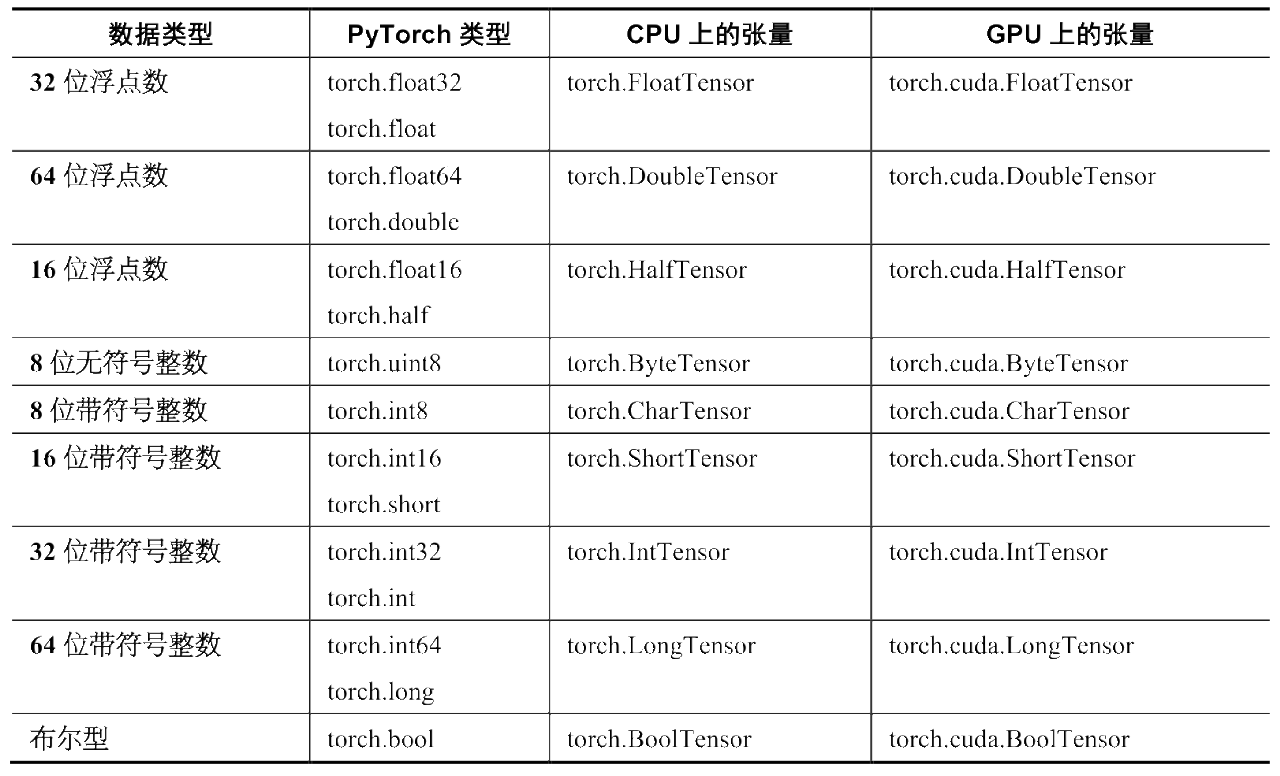 数据类型 PyTorch 类型 CPU 上的张量 GPU 上的张量
32 位浮点数 torch.float32 torch.FloatTensor torch.cuda.FloatTensor
torch.float
64 位浮点数 torch.float64 torch.DoubleTensor torch.cuda.DoubleTensor
torch.double
16 位浮点数 torch.float16 torch.HalfTensor torch.cuda.HalfTensor
torch.half
8 位无符号整数 torch.uint8 torch.ByteTensor torch.cuda.ByteTensor
8 位带符号整数 torch.int8 torch.CharTensor torch.cuda.CharTensor
16 位带符号整数 torch.int16 torch.ShortTensor torch.cuda.ShortTensor
torch.short
32 位带符号整数 torch.int32 torch.IntTensor torch.cuda.IntTensor
torch.int
64 位带符号整数 torch.int64 torch.LongTensor torch.cuda.LongTensor
torch.long
布尔型 torch.bool torch.BoolTensor torch.cuda.BoolTensor